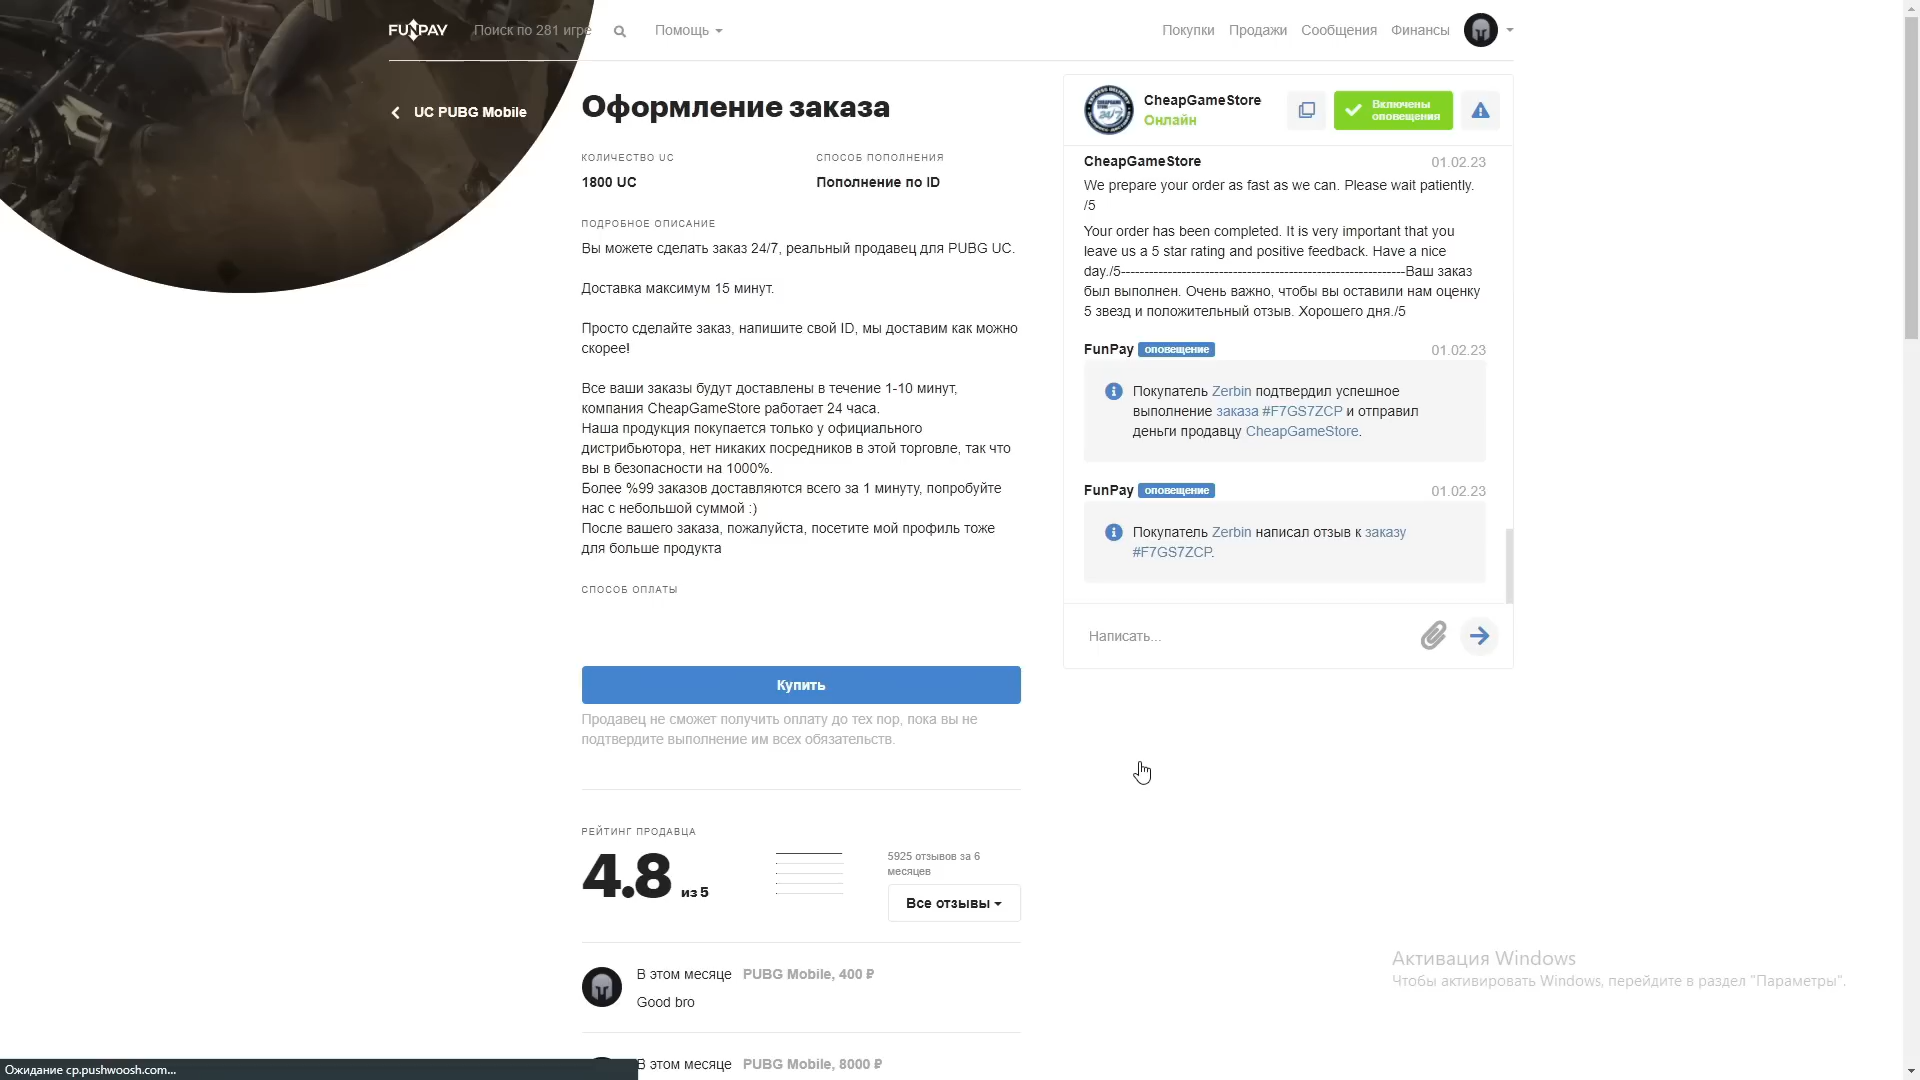 FUNPAY
Поиск по 281 игре
Помощь
Покупки
Продажи
Сообщения
Финансы
UC PUBG Mobile
Оформление заказа
КОЛИЧЕСТВО UC
СПОСОБ ПОПОЛНЕНИЯ
1800 UC
Пополнение по ID
ПОДРОБНОЕ ОПИСАНИЕ
Вы можете сделать заказ 24/7, реальный продавец для PUBG UC.
Доставка максимум 15 минут.
Просто сделайте заказ, напишите свой ID, мы доставим как можно
скорее!
Все ваши заказы будут доставлены в течение 1-10 минут,
компания CheapGameStore работает 24 часа.
Наша продукция покупается только у официального
дистрибьютора, нет никаких посредников в этой торговле, так что
вы в безопасности на 1000%.
Более %99 заказов доставляются всего за 1 минуту, попробуйте
нас с небольшой суммой :)
После вашего заказа, пожалуйста, посетите мой профиль тоже
для больше продукта
СПОСОБ ОПЛАТЫ
Купить
Продавец не сможет получить оплату до тех пор, пока вы не
подтвердите выполнение им всех обязательств.
РЕЙТИНГ ПРОДАВЦА
4.8 из 5
5925 отзывов за 6
месяцев
Все отзывы
В этом месяце PUBG Mobile, 400 ₽
Good bro
В этом месяце PUBG Mobile, 8000 ₽
CheapGameStore
Онлайн
Включены
оповещения
CheapGameStore
01.02.23
We prepare your order as fast as we can. Please wait patiently.
/5
Your order has been completed. It is very important that you
leave us a 5 star rating and positive feedback. Have a nice
day./5--------------------------------------------------------------Ваш заказ
был выполнен. Очень важно, чтобы вы оставили нам оценку
5 звезд и положительный отзыв. Хорошего дня./5
FunPay оповещение
01.02.23
Покупатель Zerbin подтвердил успешное
выполнение заказа #F7GS7ZCP и отправил
деньги продавцу CheapGameStore.
FunPay оповещение
01.02.23
Покупатель Zerbin написал отзыв к заказу
#F7GS7ZCP.
Написать...
Активация Windows
Чтобы активировать Windows, перейдите в раздел "Параметры".
Ожидание cp.pushwoosh.com...